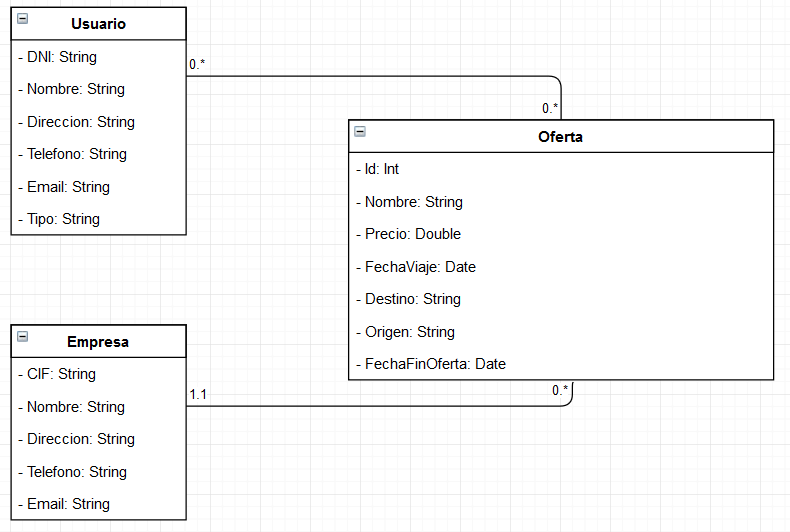 Usuario
- DNI: String
- Nombre: String
- Direccion: String
- Telefono: String
- Email: String
- Tipo: String
0.*
0.*
Oferta
- Id: Int
- Nombre: String
- Precio: Double
- FechaViaje: Date
- Destino: String
- Origen: String
- FechaFinOferta: Date
Empresa
- CIF: String
- Nombre: String
- Direccion: String
- Telefono: String
- Email: String
1.1
0.*